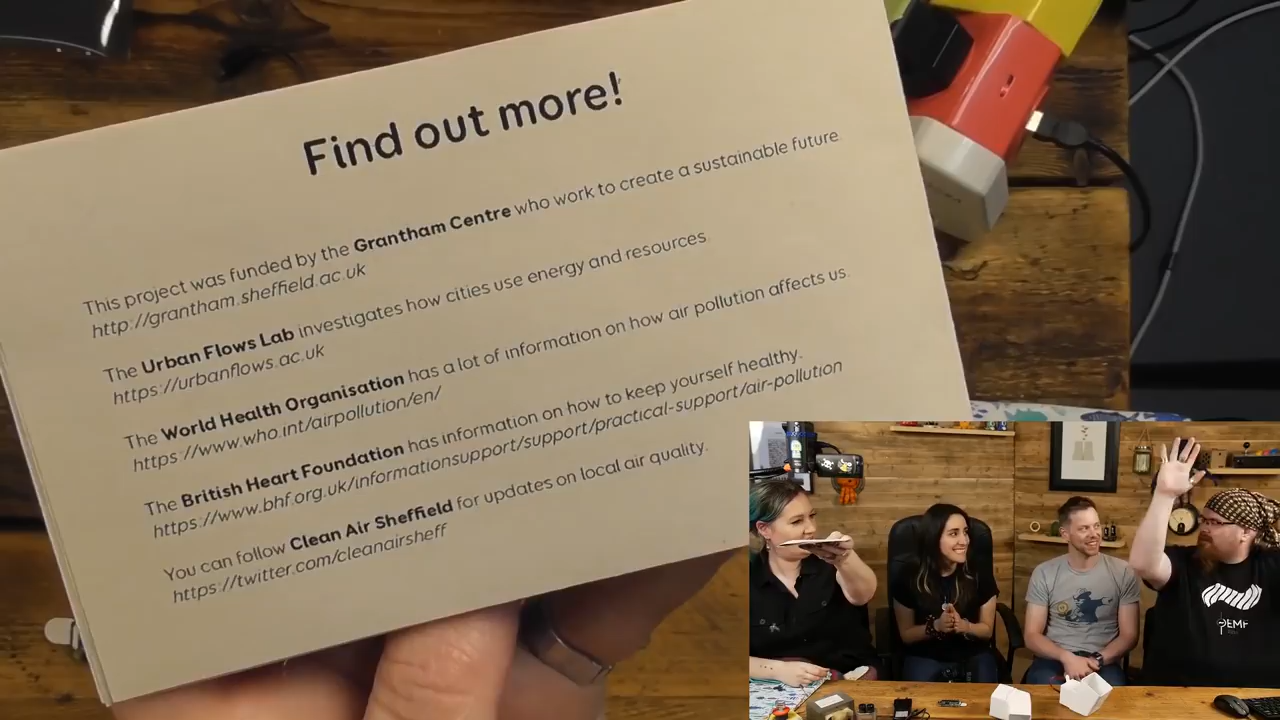 Find out more!
This project was funded by the Grantham Centre who work to create a sustainable future.
http://grantham.sheffield.ac.uk
The Urban Flows Lab investigates how cities use energy and resources.
https://urbanflows.ac.uk
The World Health Organisation has a lot of information on how air pollution affects us.
https://www.who.int/airpollution/en/
The British Heart Foundation has information on how to keep yourself healthy.
https://www.bhf.org.uk/informationsupport/support/practical-support/air-pollution
You can follow Clean Air Sheffield for updates on local air quality.
https://twitter.com/cleanairsheff